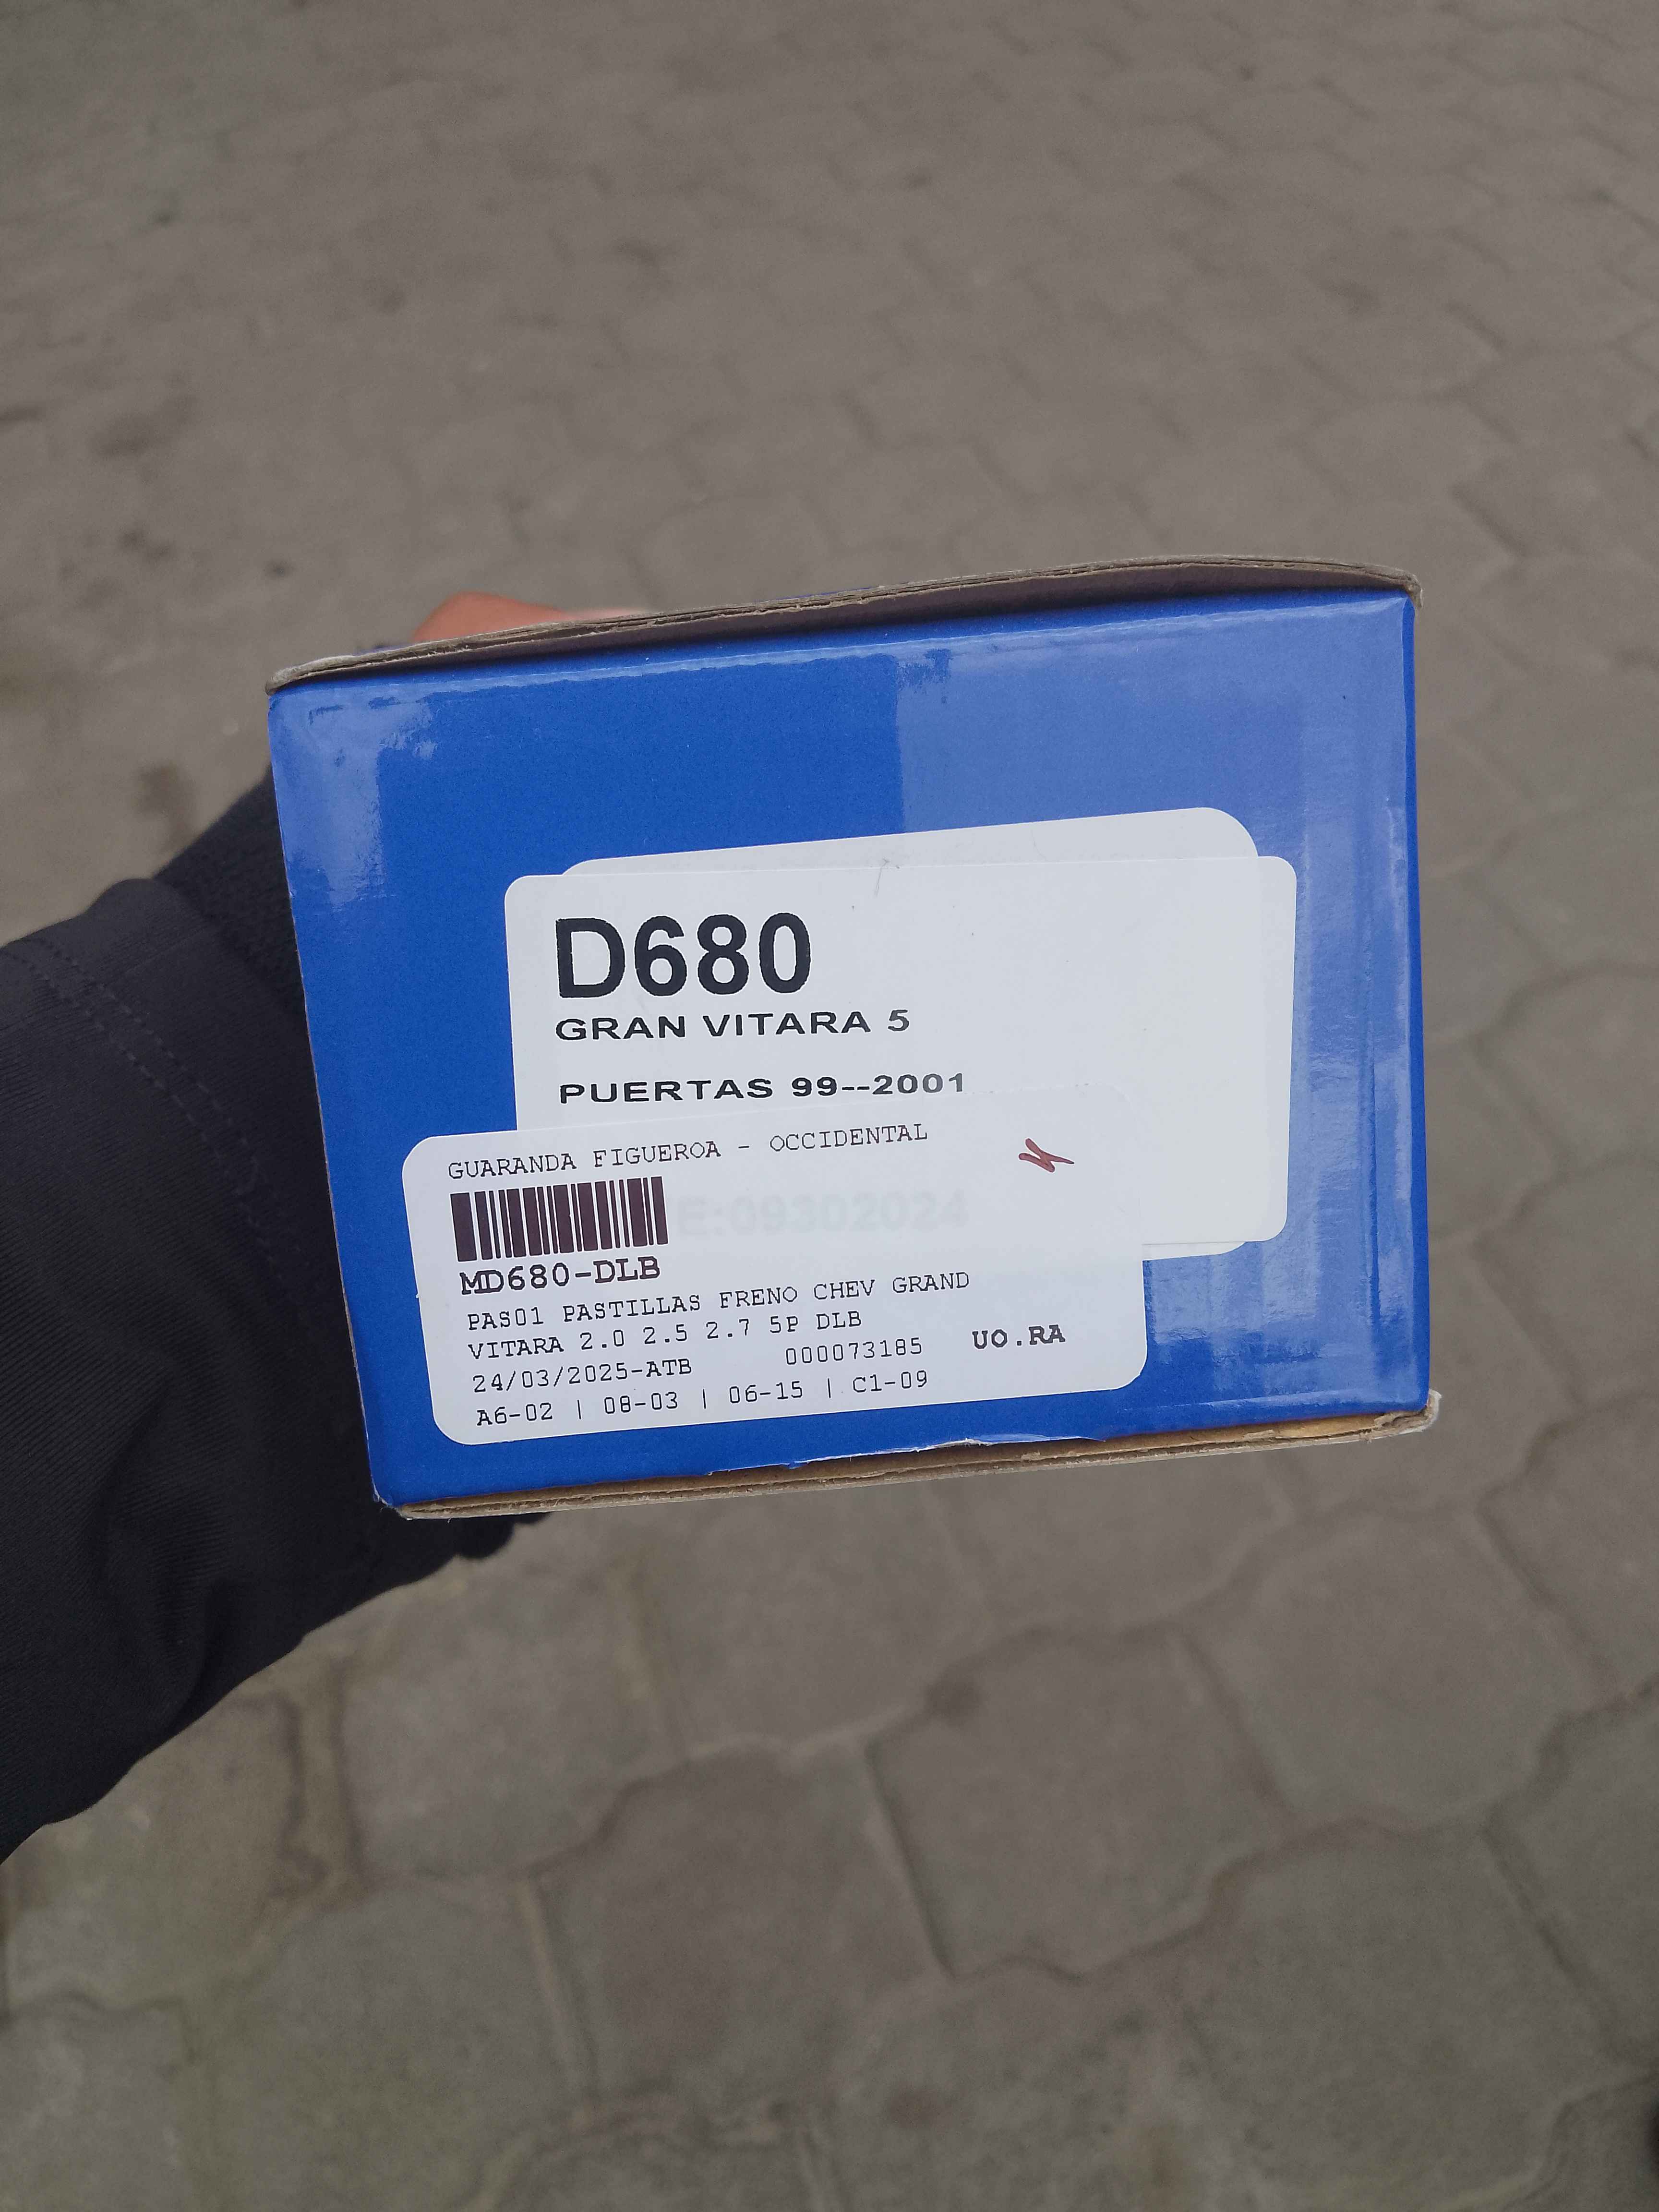 D680
GRAN VITARA 5
PUERTAS 99--2001
GUARANDA FIGUEROA - OCCIDENTAL
E:09302024
MD680-DLB
PAS01 PASTILLAS FRENO CHEV GRAND
VITARA 2.0 2.5 2.7 5P DLB
24/03/2025-ATB 000073185 UO.RA
A6-02 | 08-03 | 06-15 | C1-09